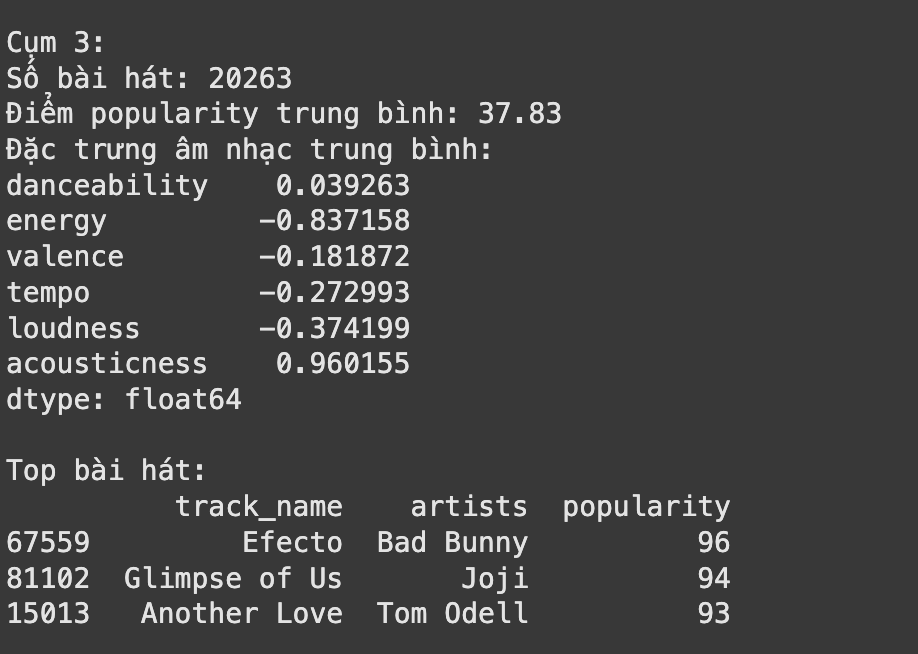 Cụm 3:
Số bài hát: 20263
Điểm popularity trung bình: 37.83
Đặc trưng âm nhạc trung bình:
danceability    0.039263
energy         -0.837158
valence        -0.181872
tempo          -0.272993
loudness       -0.374199
acousticness    0.960155
dtype: float64
Top bài hát:
          track_name    artists  popularity
67559         Efecto  Bad Bunny          96
81102  Glimpse of Us       Joji          94
15013   Another Love  Tom Odell          93